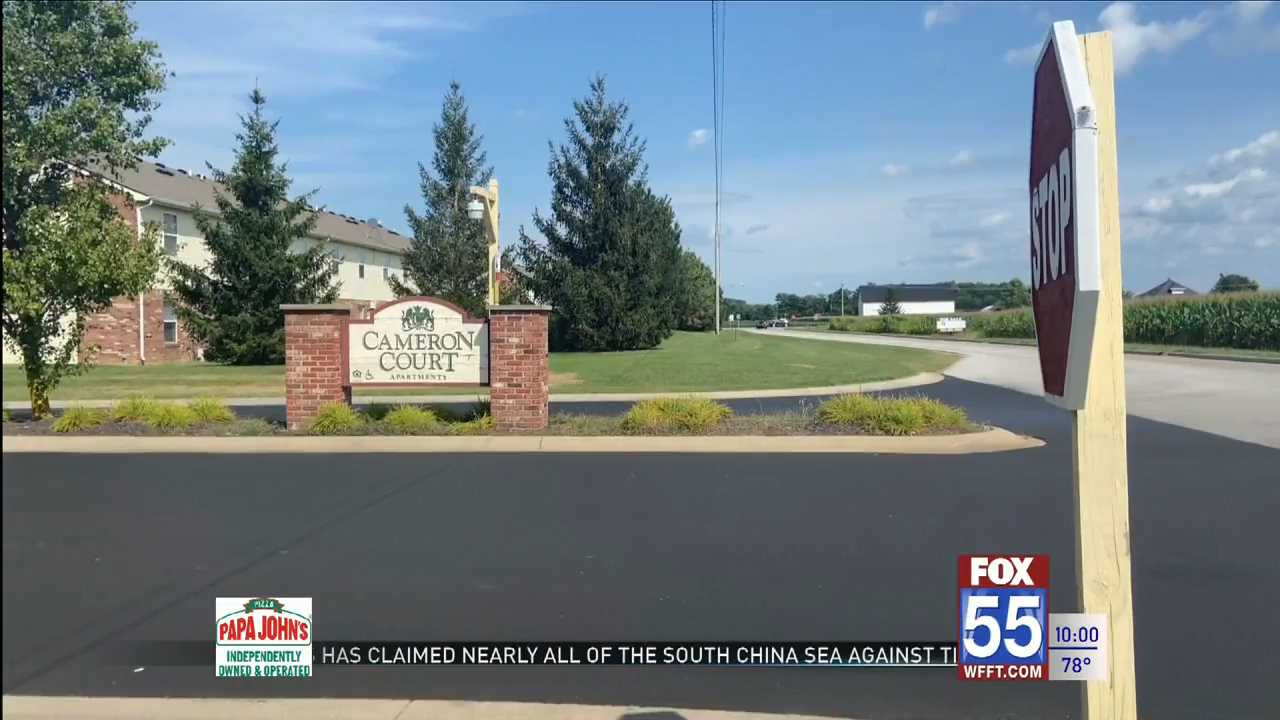 STOP
CAMERON
COURT
APARTMENTS
PIZZA
PAPA JOHN'S
INDEPENDENTLY
OWNED & OPERATED
HAS CLAIMED NEARLY ALL OF THE SOUTH CHINA SEA AGAINST
FOX
55
WFFT.COM
10:00
78°